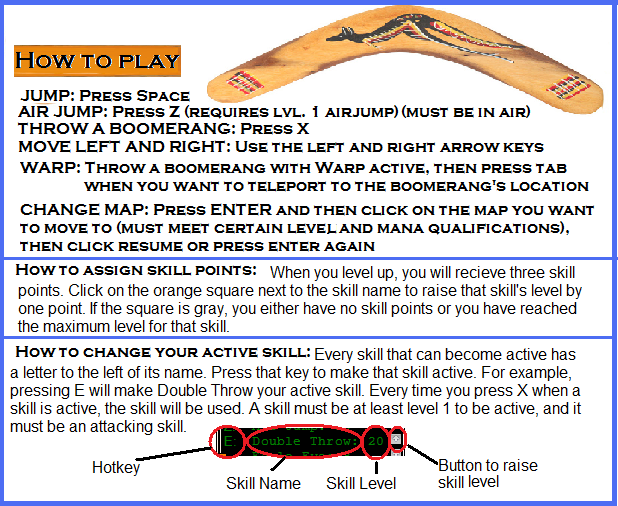 HOW TO PLAY
JUMP: PRESS SPACE
AIR JUMP: PRESS Z (REQUIRES LVL. 1 AIRJUMP) (MUST BE IN AIR)
THROW A BOOMERANG: PRESS X
MOVE LEFT AND RIGHT: USE THE LEFT AND RIGHT ARROW KEYS
WARP: THROW A BOOMERANG WITH WARP ACTIVE, THEN PRESS TAB
WHEN YOU WANT TO TELEPORT TO THE BOOMERANG'S LOCATION
CHANGE MAP: PRESS ENTER AND THEN CLICK ON THE MAP YOU WANT
TO MOVE TO (MUST MEET CERTAIN LEVEL AND MANA QUALIFICATIONS),
THEN CLICK RESUME OR PRESS ENTER AGAIN
HOW TO ASSIGN SKILL POINTS: When you level up, you will recieve three skill
points. Click on the orange square next to the skill name to raise that skill's level by
one point. If the square is gray, you either have no skill points or you have reached
the maximum level for that skill.
HOW TO CHANGE YOUR ACTIVE SKILL: Every skill that can become active has
a letter to the left of its name. Press that key to make that skill active. For example,
pressing E will make Double Throw your active skill. Every time you press X when a
skill is active, the skill will be used. A skill must be at least level 1 to be active, and it
must be an attacking skill.
E: Double Throw: 20
Hotkey
Skill Name
Skill Level
Button to raise
skill level